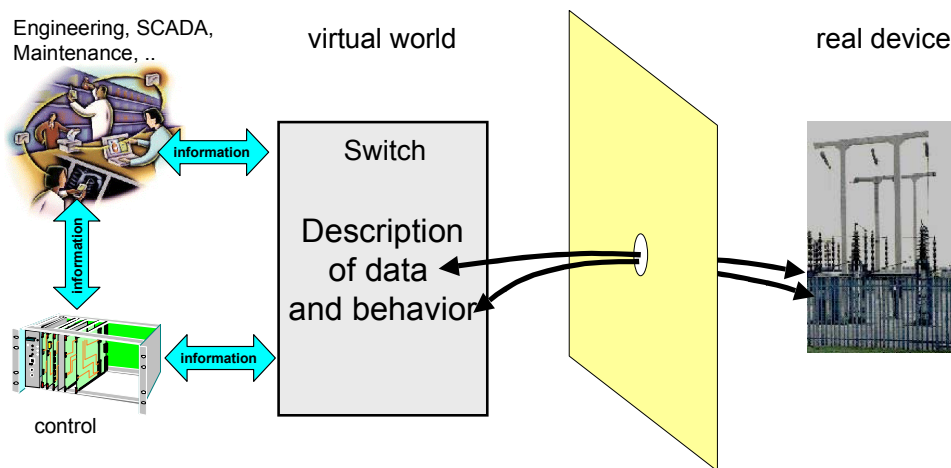 Engineering, SCADA,
Maintenance, ..
virtual world
real device
information
Switch
Description
of data
and behavior
information
information
control